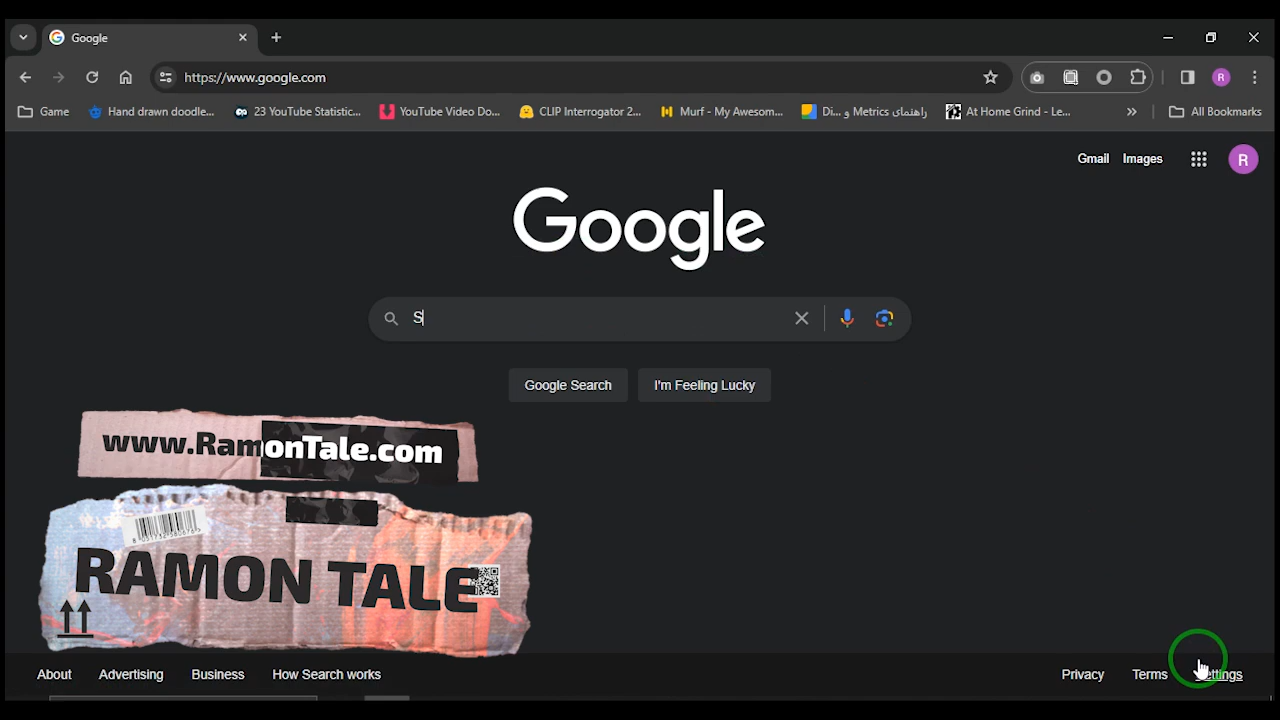 Google
https://www.google.com
R
Game
Hand drawn doodle...
23 YouTube Statistic...
YouTube Video Do...
CLIP Interrogator 2...
Murf - My Awesom...
Di... و Metrics راهنمای
At Home Grind - Le...
»
All Bookmarks
Gmail
Images
R
Google
S
Google Search
I'm Feeling Lucky
www.RamonTale.com
RAMON TALE
About
Advertising
Business
How Search works
Privacy
Terms
Settings